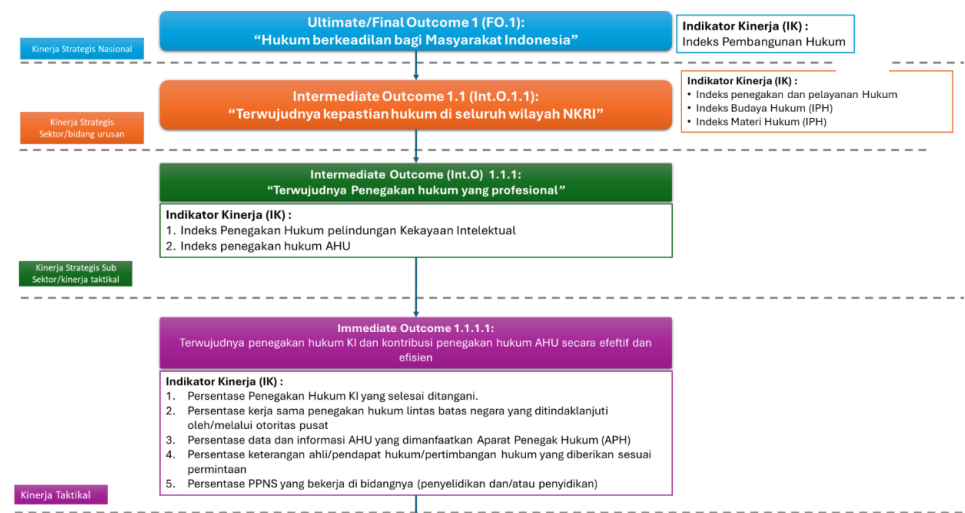 Ultimate/Final Outcome 1 (FO.1):
“Hukum berkeadilan bagi Masyarakat Indonesia”
Indikator Kinerja (IK) :
Indeks Pembangunan Hukum
Kinerja Strategis Nasional
Intermediate Outcome 1.1 (Int.O.1.1):
“Terwujudnya kepastian hukum di seluruh wilayah NKRI”
Indikator Kinerja (IK) :
• Indeks penegakan dan pelayanan Hukum
• Indeks Budaya Hukum (IPH)
• Indeks Materi Hukum (IPH)
Kinerja Strategis
Sektor/bidang urusan
Intermediate Outcome (Int.O) 1.1.1:
“Terwujudnya Penegakan hukum yang profesional”
Indikator Kinerja (IK) :
1. Indeks Penegakan Hukum pelindungan Kekayaan Intelektual
2. Indeks penegakan hukum AHU
Kinerja Strategis Sub
Sektor/kinerja taktikal
Immediate Outcome 1.1.1.1:
Terwujudnya penegakan hukum KI dan kontribusi penegakan hukum AHU secara efeftif dan
efisien
Indikator Kinerja (IK) :
1. Persentase Penegakan Hukum KI yang selesai ditangani.
2. Persentase kerja sama penegakan hukum lintas batas negara yang ditindaklanjuti
oleh/melalui otoritas pusat
3. Persentase data dan informasi AHU yang dimanfaatkan Aparat Penegak Hukum (APH)
4. Persentase keterangan ahli/pendapat hukum/pertimbangan hukum yang diberikan sesuai
permintaan
5. Persentase PPNS yang bekerja di bidangnya (penyelidikan dan/atau penyidikan)
Kinerja Taktikal